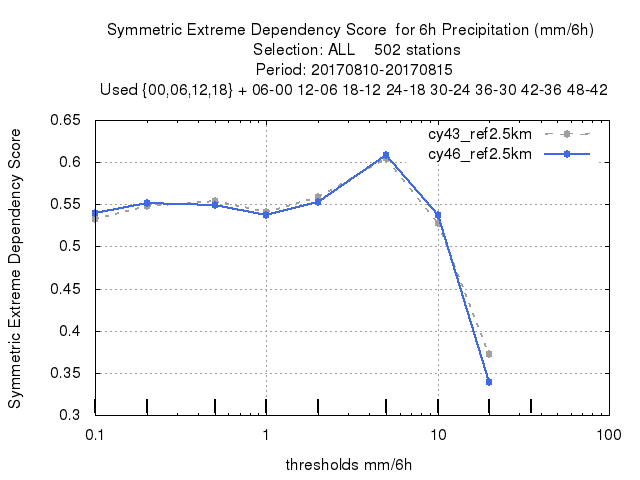 Symmetric Extreme Dependency Score  for 6h Precipitation (mm/6h)
Selection: ALL    502 stations
Period: 20170810-20170815
Used {00,06,12,18} + 06-00 12-06 18-12 24-18 30-24 36-30 42-36 48-42
Symmetric Extreme Dependency Score
0.65
0.6
0.55
0.5
0.45
0.4
0.35
0.3
cy43_ref2.5km
cy46_ref2.5km
0.1 1 10 100
thresholds mm/6h